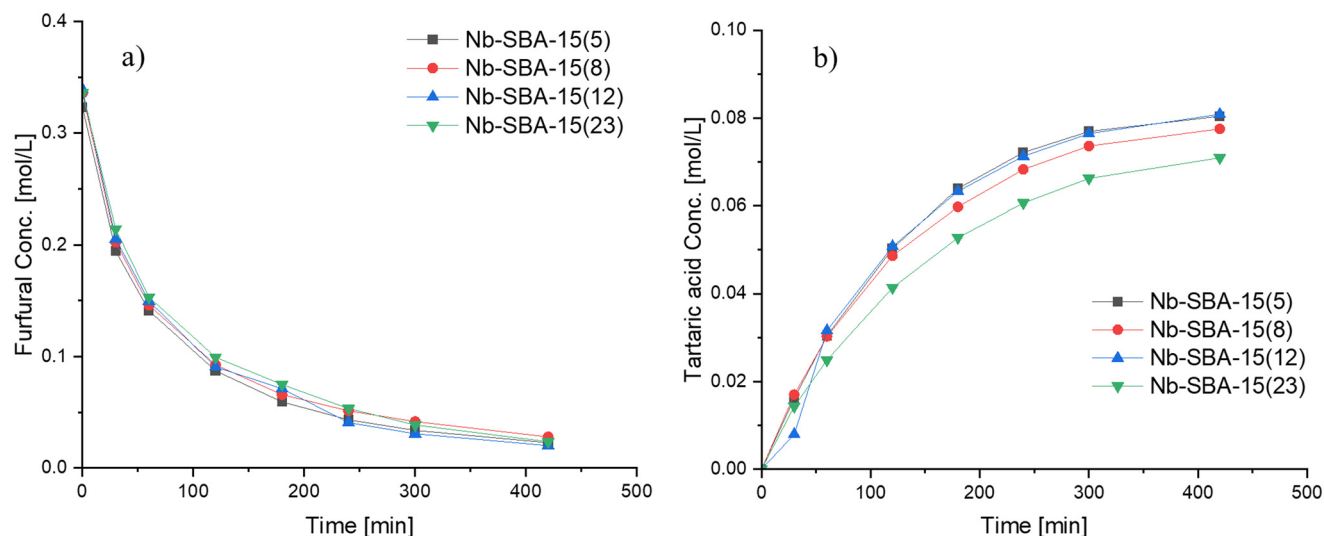 a)
Nb-SBA-15(5)
Nb-SBA-15(8)
Nb-SBA-15(12)
Nb-SBA-15(23)
Furfural Conc. [mol/L]
0.4
0.3
0.2
0.1
0.0
0 100 200 300 400 500
Time [min]
b)
Nb-SBA-15(5)
Nb-SBA-15(8)
Nb-SBA-15(12)
Nb-SBA-15(23)
Tartaric acid Conc. [mol/L]
0.10
0.08
0.06
0.04
0.02
0.00
0 100 200 300 400 500
Time [min]